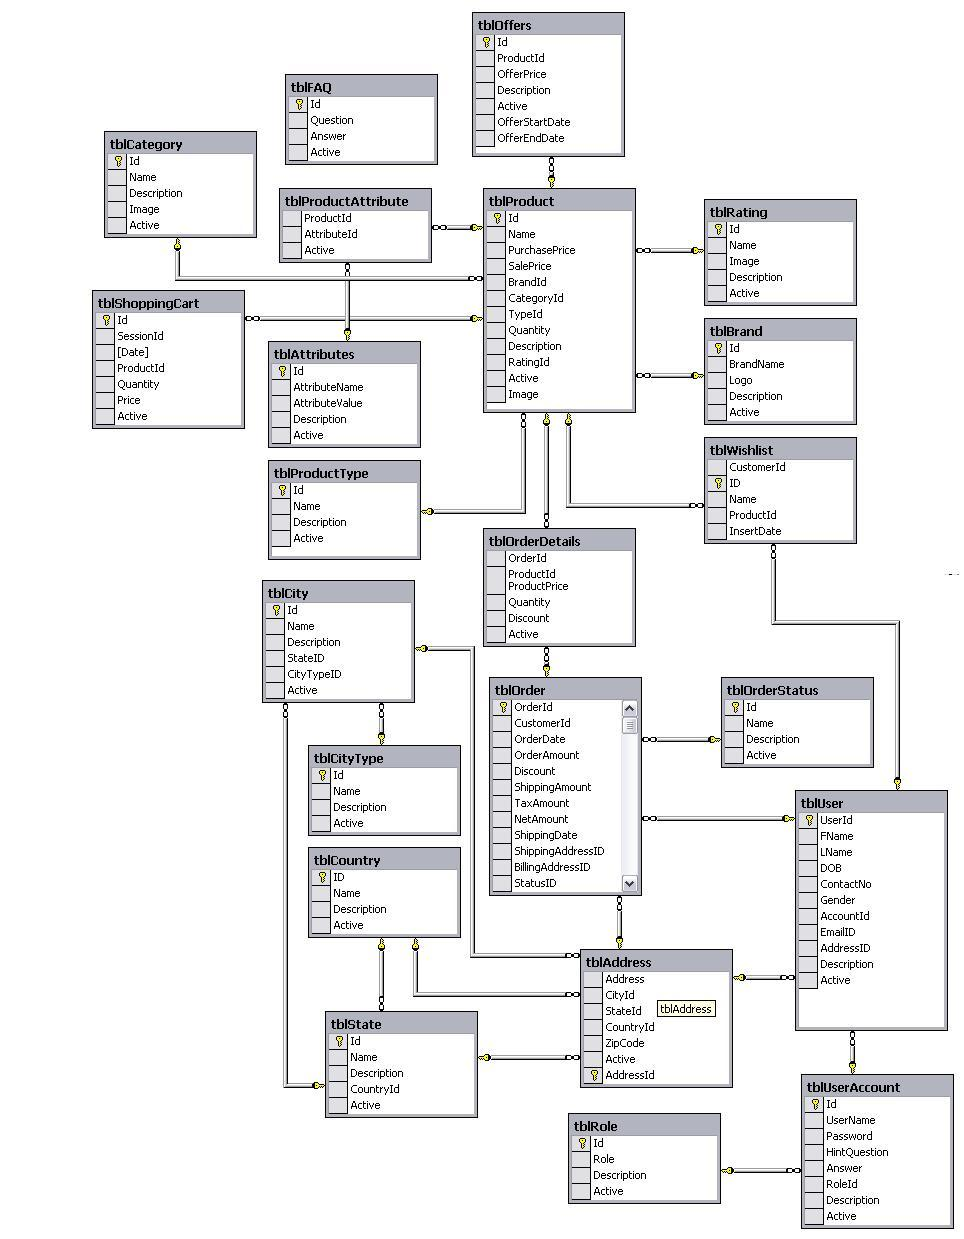 tblOffers
Id
ProductId
OfferPrice
Description
Active
OfferStartDate
OfferEndDate
tblFAQ
Id
Question
Answer
Active
tblCategory
Id
Name
Description
Image
Active
tblProductAttribute
ProductId
AttributeId
Active
tblProduct
Id
Name
PurchasePrice
SalePrice
BrandId
CategoryId
TypeId
Quantity
Description
RatingId
Active
Image
tblRating
Id
Name
Image
Description
Active
tblShoppingCart
Id
SessionId
[Date]
ProductId
Quantity
Price
Active
tblAttributes
Id
AttributeName
AttributeValue
Description
Active
tblBrand
Id
BrandName
Logo
Description
Active
tblProductType
Id
Name
Description
Active
tblWishlist
CustomerId
ID
Name
ProductId
InsertDate
tblOrderDetails
OrderId
ProductId
ProductPrice
Quantity
Discount
Active
tblCity
Id
Name
Description
StateID
CityTypeID
Active
tblOrder
OrderId
CustomerId
OrderDate
OrderAmount
Discount
ShippingAmount
TaxAmount
NetAmount
ShippingDate
ShippingAddressID
BillingAddressID
StatusID
tblOrderStatus
Id
Name
Description
Active
tblCityType
Id
Name
Description
Active
tblUser
UserId
FName
LName
DOB
ContactNo
Gender
AccountId
EmailID
AddressID
Description
Active
tblCountry
ID
Name
Description
Active
tblAddress
Address
CityId
StateId
CountryId
ZipCode
Active
AddressId
tblAddress
tblState
Id
Name
Description
CountryId
Active
tblUserAccount
Id
UserName
Password
HintQuestion
Answer
RoleId
Description
Active
tblRole
Id
Role
Description
Active